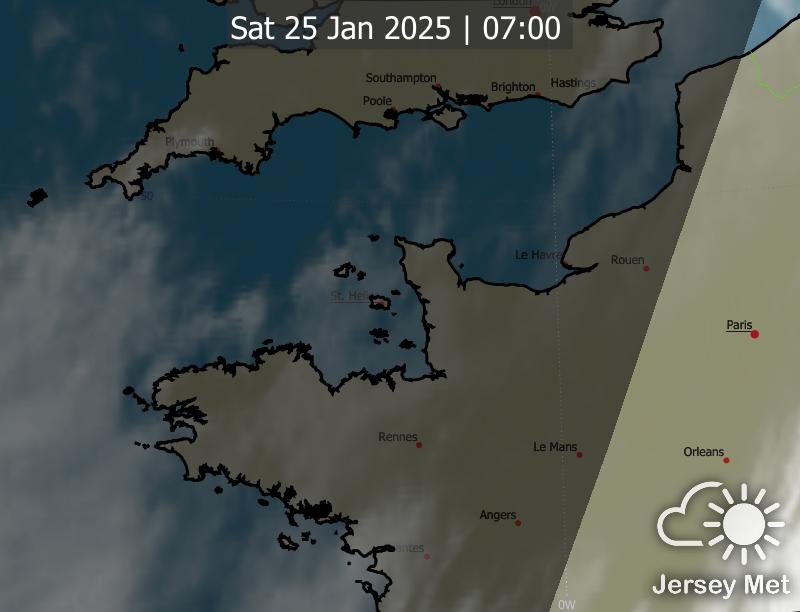 London
Sat 25 Jan 2025 | 07:00
Southampton
Brighton
Hastings
Poole
Plymouth
50
Le Havre
Rouen
St. Helier
Paris
Rennes
Le Mans
Orleans
Angers
Jersey Met
0W